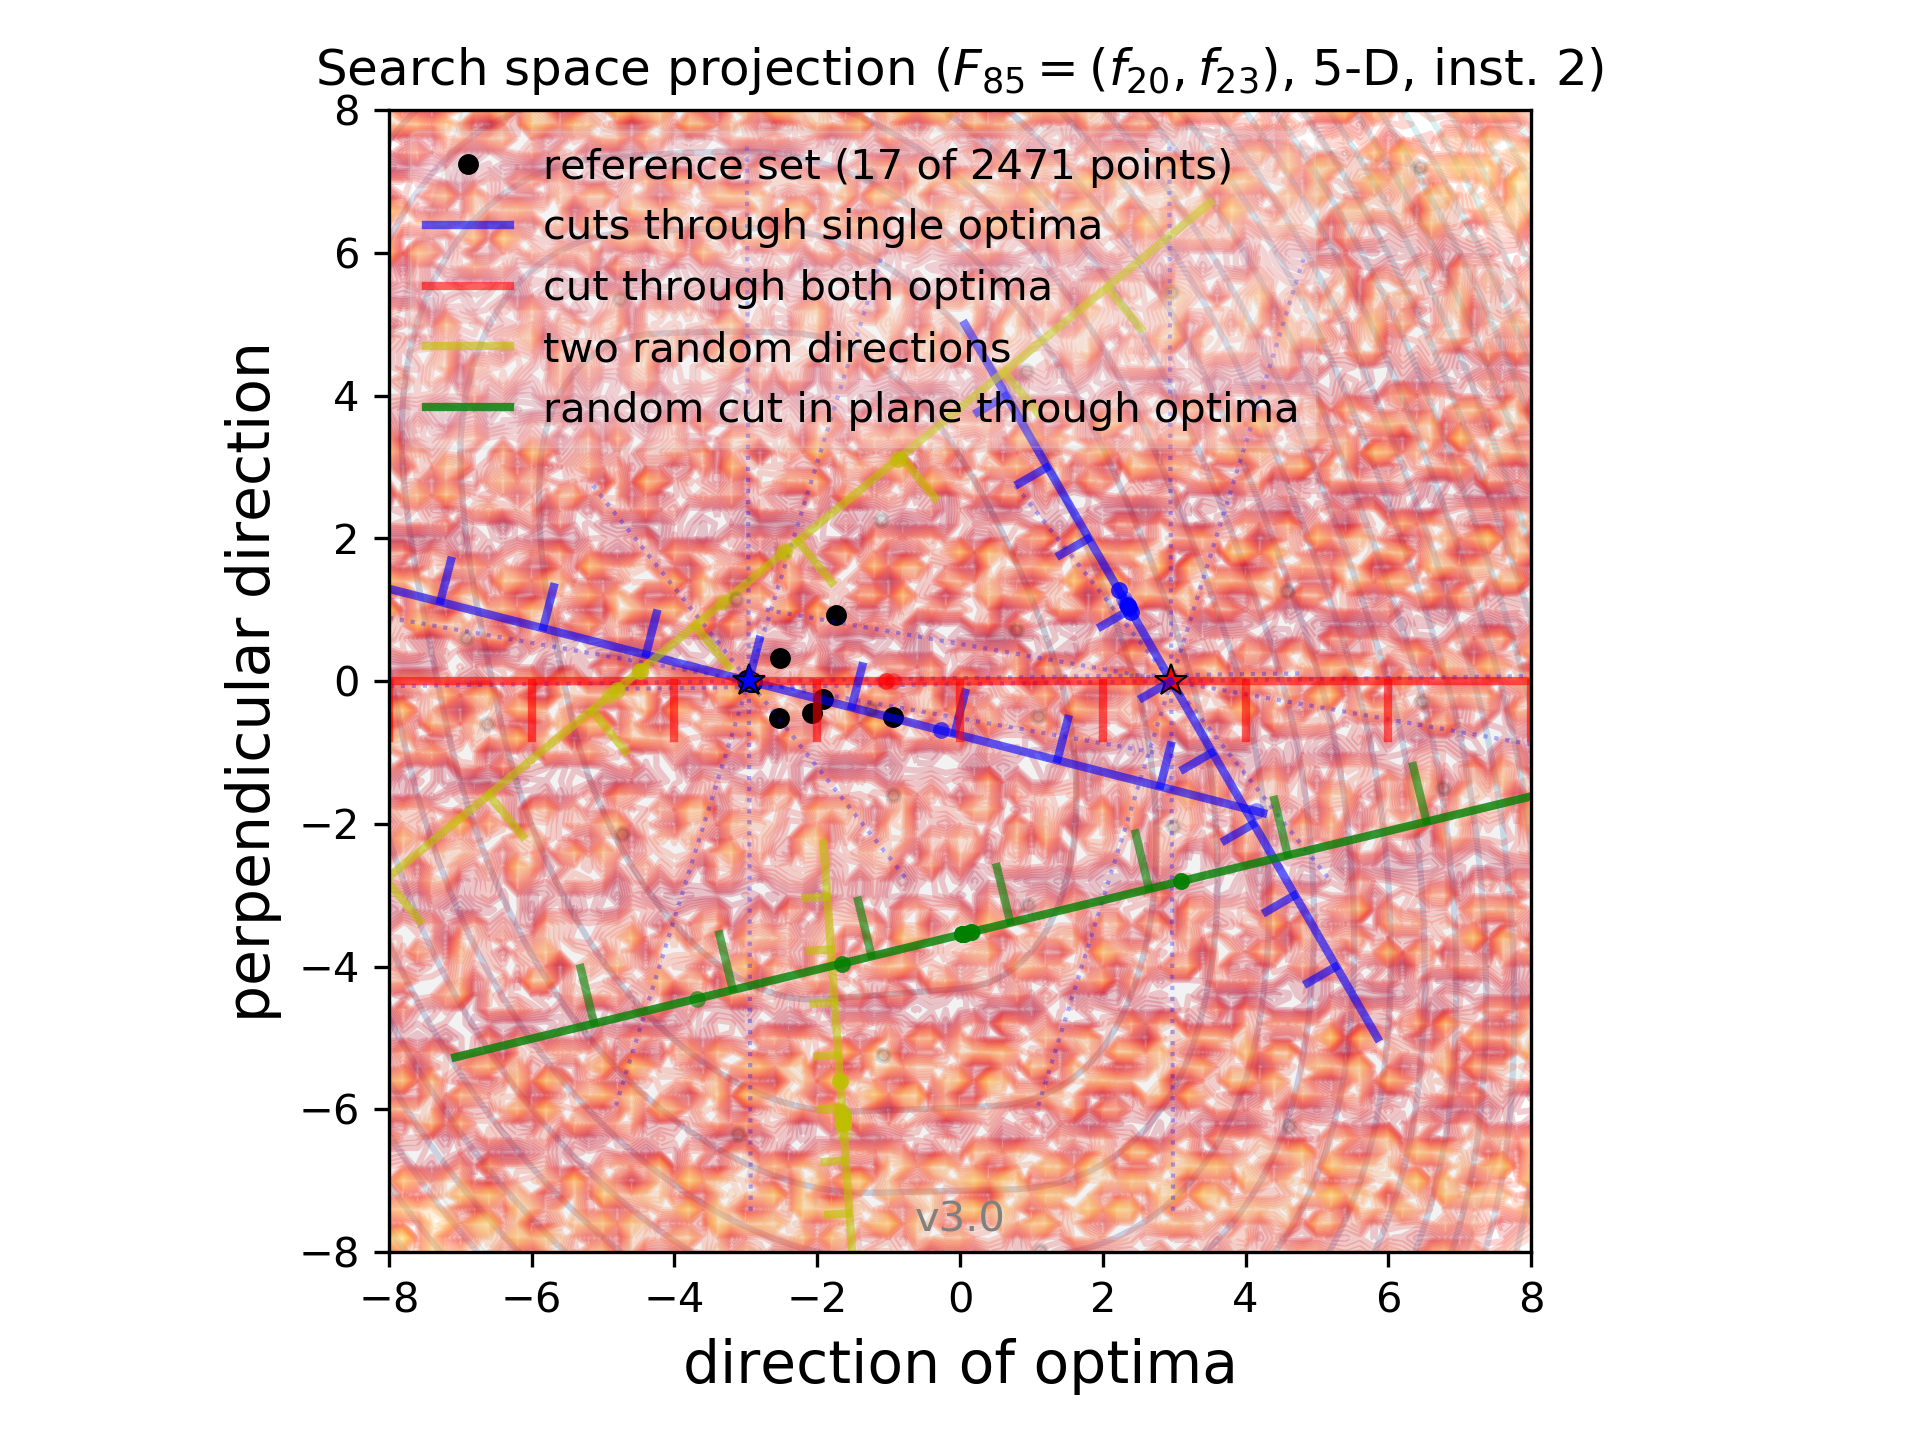 Search space projection (F₈₅ = (f₂₀, f₂₃), 5-D, inst. 2)
8
6
4
2
0
−2
−4
−6
−8
perpendicular direction
reference set (17 of 2471 points)
cuts through single optima
cut through both optima
two random directions
random cut in plane through optima
v3.0
−8 −6 −4 −2 0 2 4 6 8
direction of optima